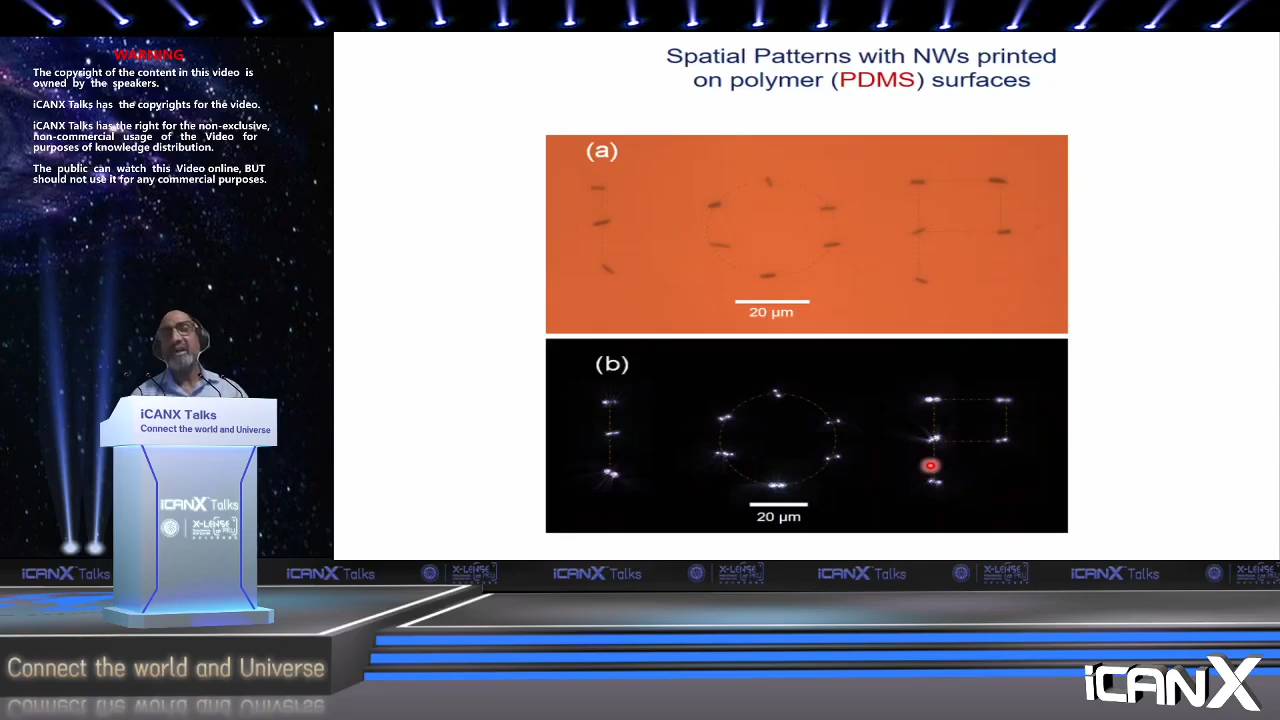 WARNING
The copyright of the content in this video is
owned by the speakers.
iCANX Talks has the copyrights for the video.
iCANX Talks has the right for the non-exclusive,
non-commercial usage of the Video for
purposes of knowledge distribution.
The public can watch this Video online, BUT
should not use it for any commercial purposes.
Spatial Patterns with NWs printed
on polymer (PDMS) surfaces
(a)
20 µm
(b)
20 µm
iCANX Talks
Connect the world and Universe
iCANX Talks
X-LENSE
iCANX Talks
X-LENSE
iCANX Talks
iCANX Talks
X-LENSE
iCANX Talks
X-LENSE
iCANX Talks
X-LENSE
Connect the world and Universe
iCANX